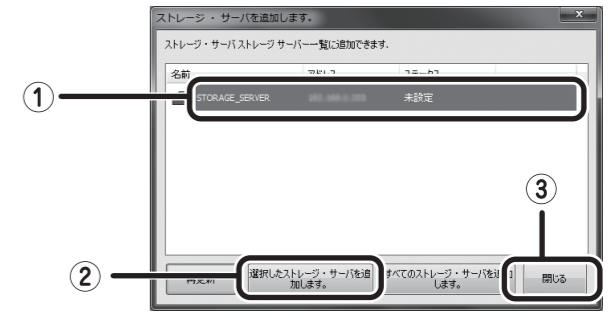 ストレージ ・ サーバを追加します。
ストレージ・サーバストレージ サーバー一覧に追加できます.
名前 アドレス ステータス
① STORAGE_SERVER 未設定
③
② 再更新 選択したストレージ・サーバを追 すべてのストレージ・サーバを追加 閉じる
加します。 します。